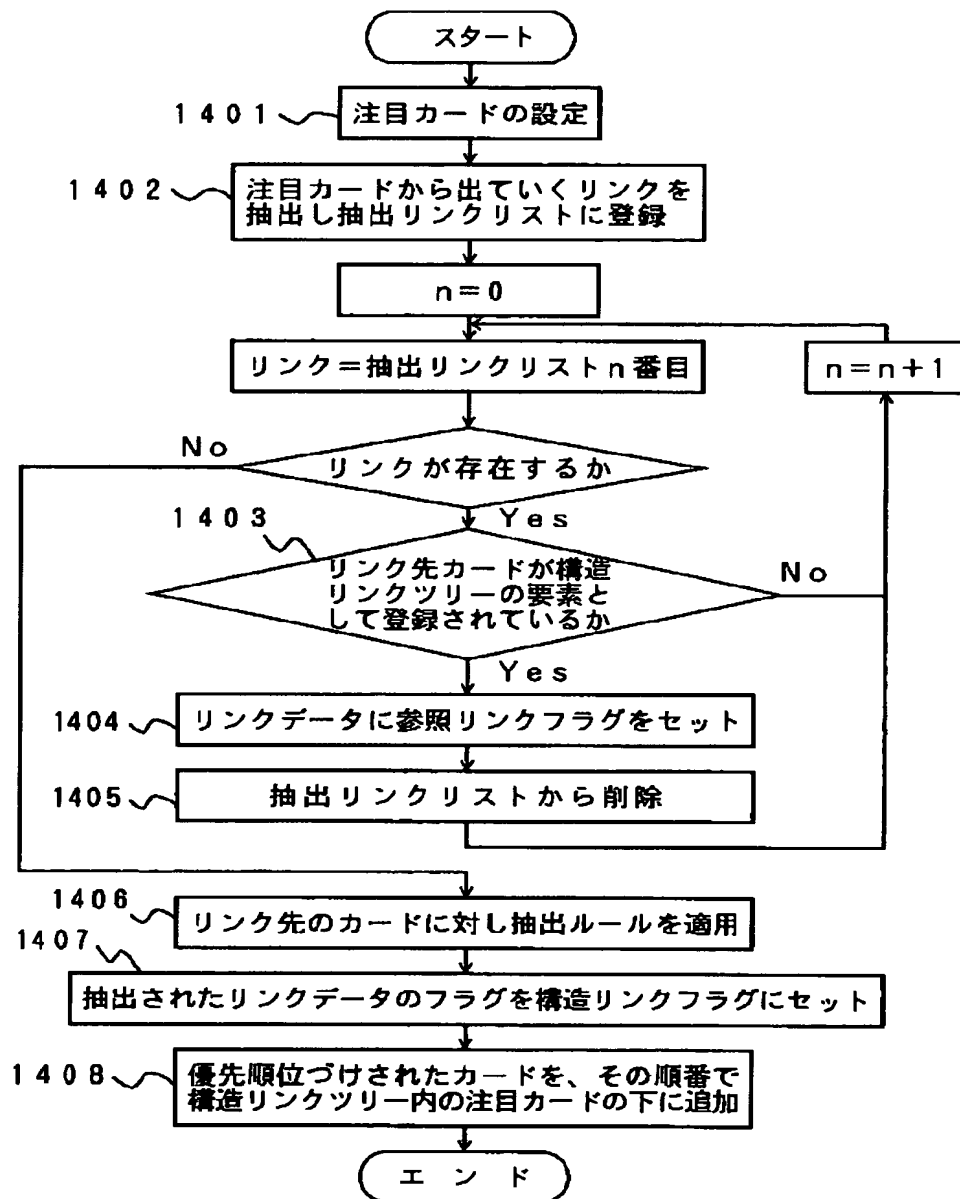 スタート
1401
注目カードの設定
1402
注目カードから出ていくリンクを
抽出し抽出リンクリストに登録
n=0
リンク=抽出リンクリストn番目
n=n+1
No
リンクが存在するか
Yes
1403
リンク先カードが構造
リンクツリーの要素と
して登録されているか
No
Yes
1404
リンクデータに参照リンクフラグをセット
1405
抽出リンクリストから削除
1406
リンク先のカードに対し抽出ルールを適用
1407
抽出されたリンクデータのフラグを構造リンクフラグにセット
1408
優先順位づけされたカードを、その順番で
構造リンクツリー内の注目カードの下に追加
エンド